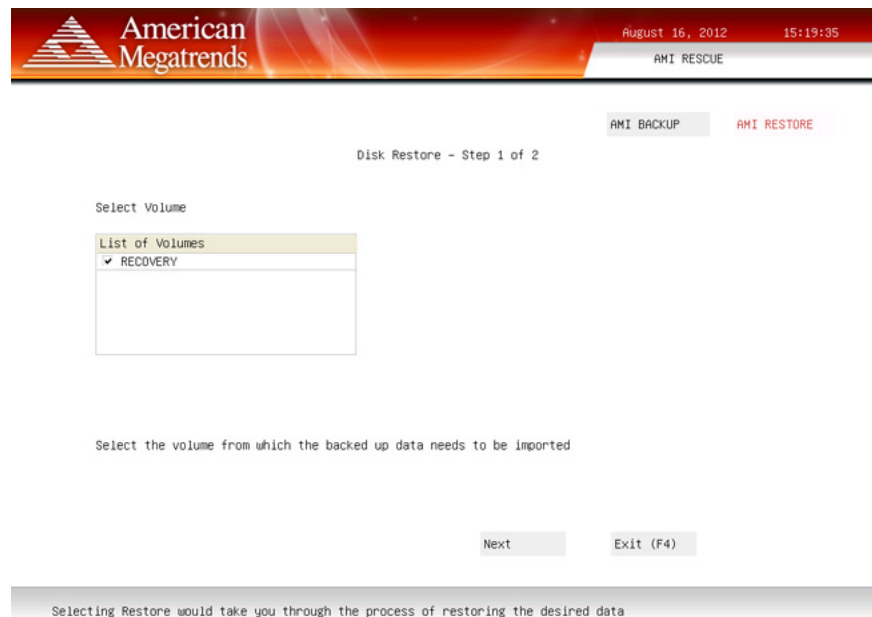 American
Megatrends
August 16, 2012 15:19:35
AMI RESCUE
AMI BACKUP AMI RESTORE
Disk Restore - Step 1 of 2
Select Volume
List of Volumes
RECOVERY
Select the volume from which the backed up data needs to be imported
Next Exit (F4)
Selecting Restore would take you through the process of restoring the desired data